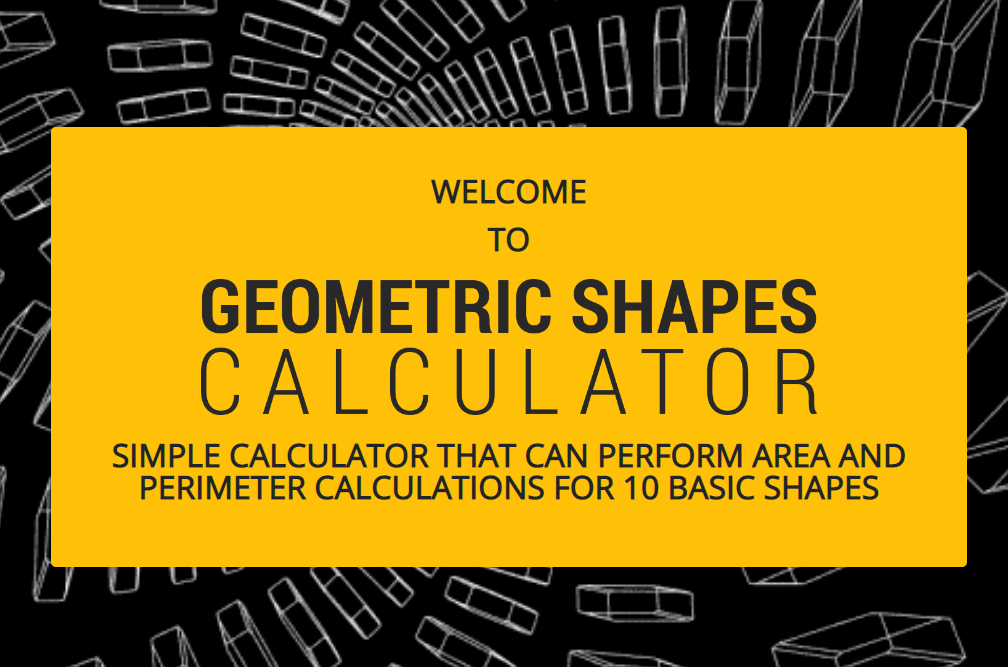 WELCOME
TO
GEOMETRIC SHAPES
CALCULATOR
SIMPLE CALCULATOR THAT CAN PERFORM AREA AND
PERIMETER CALCULATIONS FOR 10 BASIC SHAPES